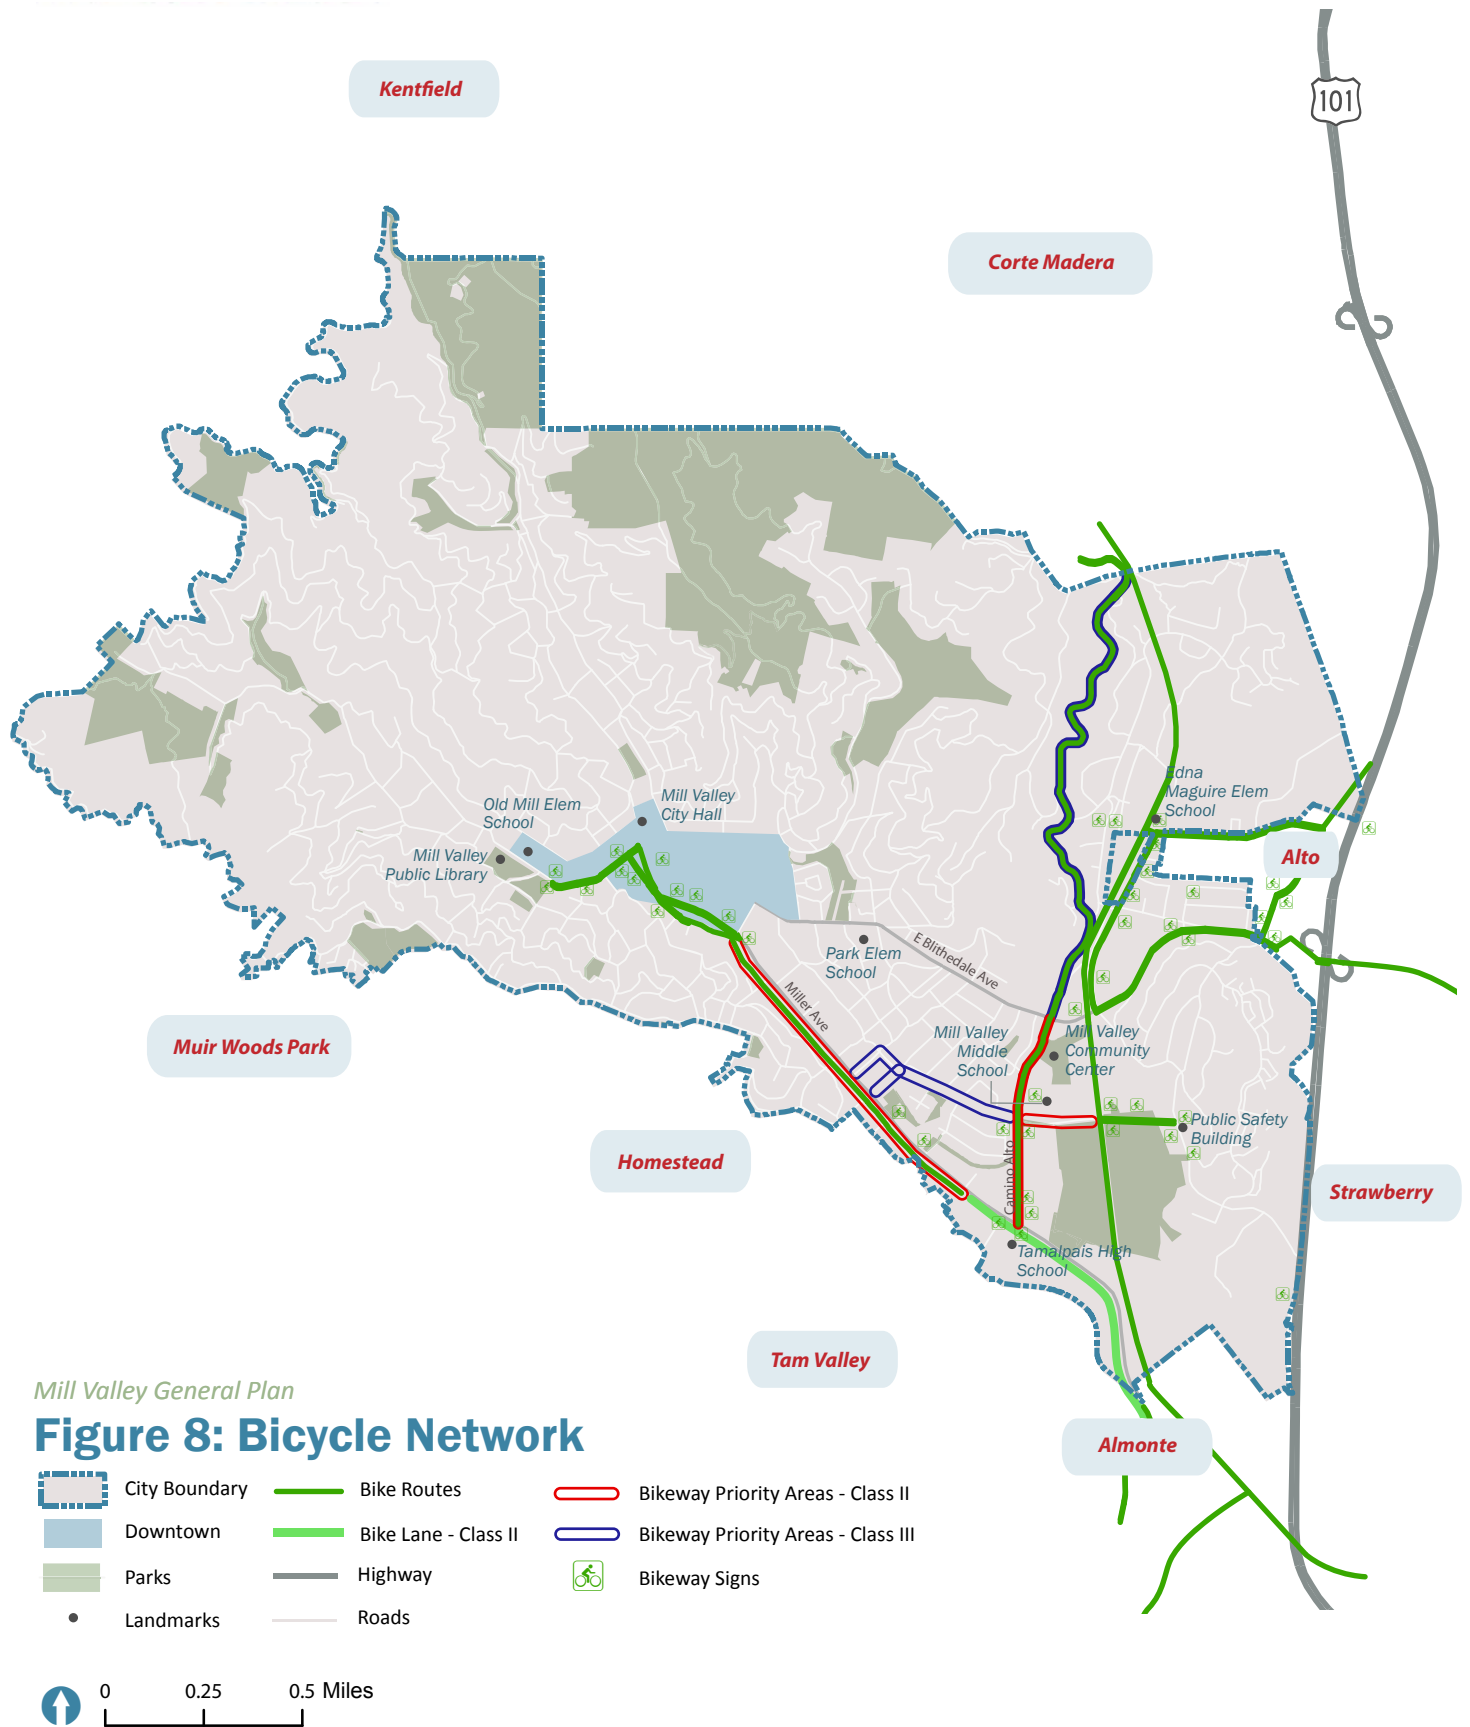 Kentfield
101
Corte Madera
Edna
Maguire Elem
School
Old Mill Elem
School
Mill Valley
City Hall
Mill Valley
Public Library
Alto
Park Elem
School
E Blithedale Ave
Miller Ave
Muir Woods Park
Mill Valley
Middle
School
Mill Valley
Community
Center
Public Safety
Building
Homestead
Camino Alto
Strawberry
Tamalpais High
School
Tam Valley
Almonte
Mill Valley General Plan
Figure 8: Bicycle Network
City Boundary
Bike Routes
Bikeway Priority Areas - Class II
Downtown
Bike Lane - Class II
Bikeway Priority Areas - Class III
Parks
Highway
Bikeway Signs
Landmarks
Roads
0 0.25 0.5 Miles